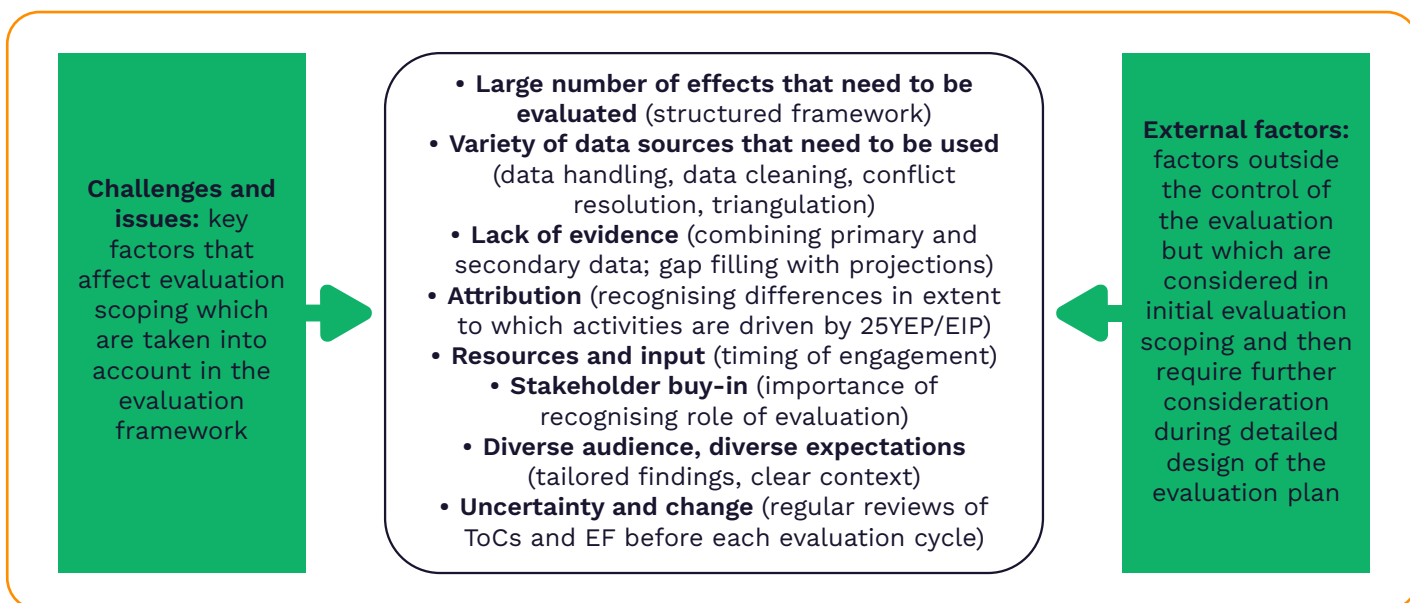 Challenges and
issues: key
factors that
affect evaluation
scoping which
are taken into
account in the
evaluation
framework
• Large number of effects that need to be
evaluated (structured framework)
• Variety of data sources that need to be used
(data handling, data cleaning, conflict
resolution, triangulation)
• Lack of evidence (combining primary and
secondary data; gap filling with projections)
• Attribution (recognising differences in extent
to which activities are driven by 25YEP/EIP)
• Resources and input (timing of engagement)
• Stakeholder buy-in (importance of
recognising role of evaluation)
• Diverse audience, diverse expectations
(tailored findings, clear context)
• Uncertainty and change (regular reviews of
ToCs and EF before each evaluation cycle)
External factors:
factors outside
the control of
the evaluation
but which are
considered in
initial evaluation
scoping and then
require further
consideration
during detailed
design of the
evaluation plan